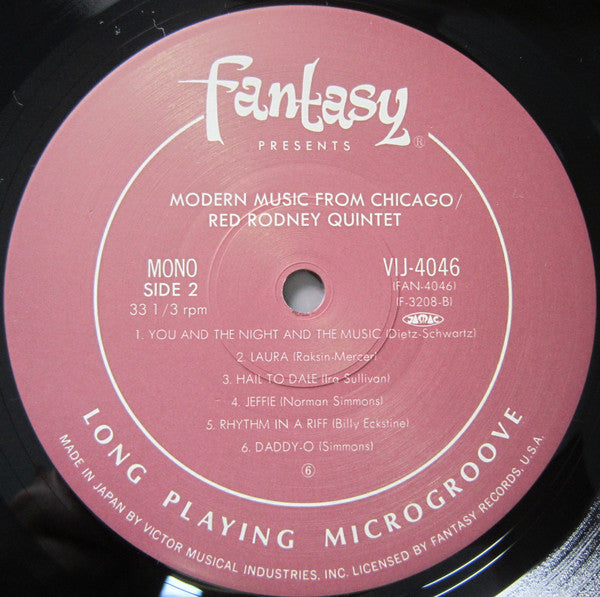 Fantasy®
PRESENTS
MODERN MUSIC FROM CHICAGO/
RED RODNEY QUINTET
MONO
SIDE 2
33 1/3 rpm
VIJ-4046
(FAN-4046)
(F-3208-B)
JASRAC
1. YOU AND THE NIGHT AND THE MUSIC (Dietz-Schwartz)
2. LAURA (Raksin-Mercer)
3. HAIL TO DALE (Ira Sullivan)
4. JEFFIE (Norman Simmons)
5. RHYTHM IN A RIFF (Billy Eckstine)
6. DADDY-O (Simmons)
⑥
LONG PLAYING MICROGROOVE
MADE IN JAPAN BY VICTOR MUSICAL INDUSTRIES, INC. LICENSED BY FANTASY RECORDS, U.S.A.